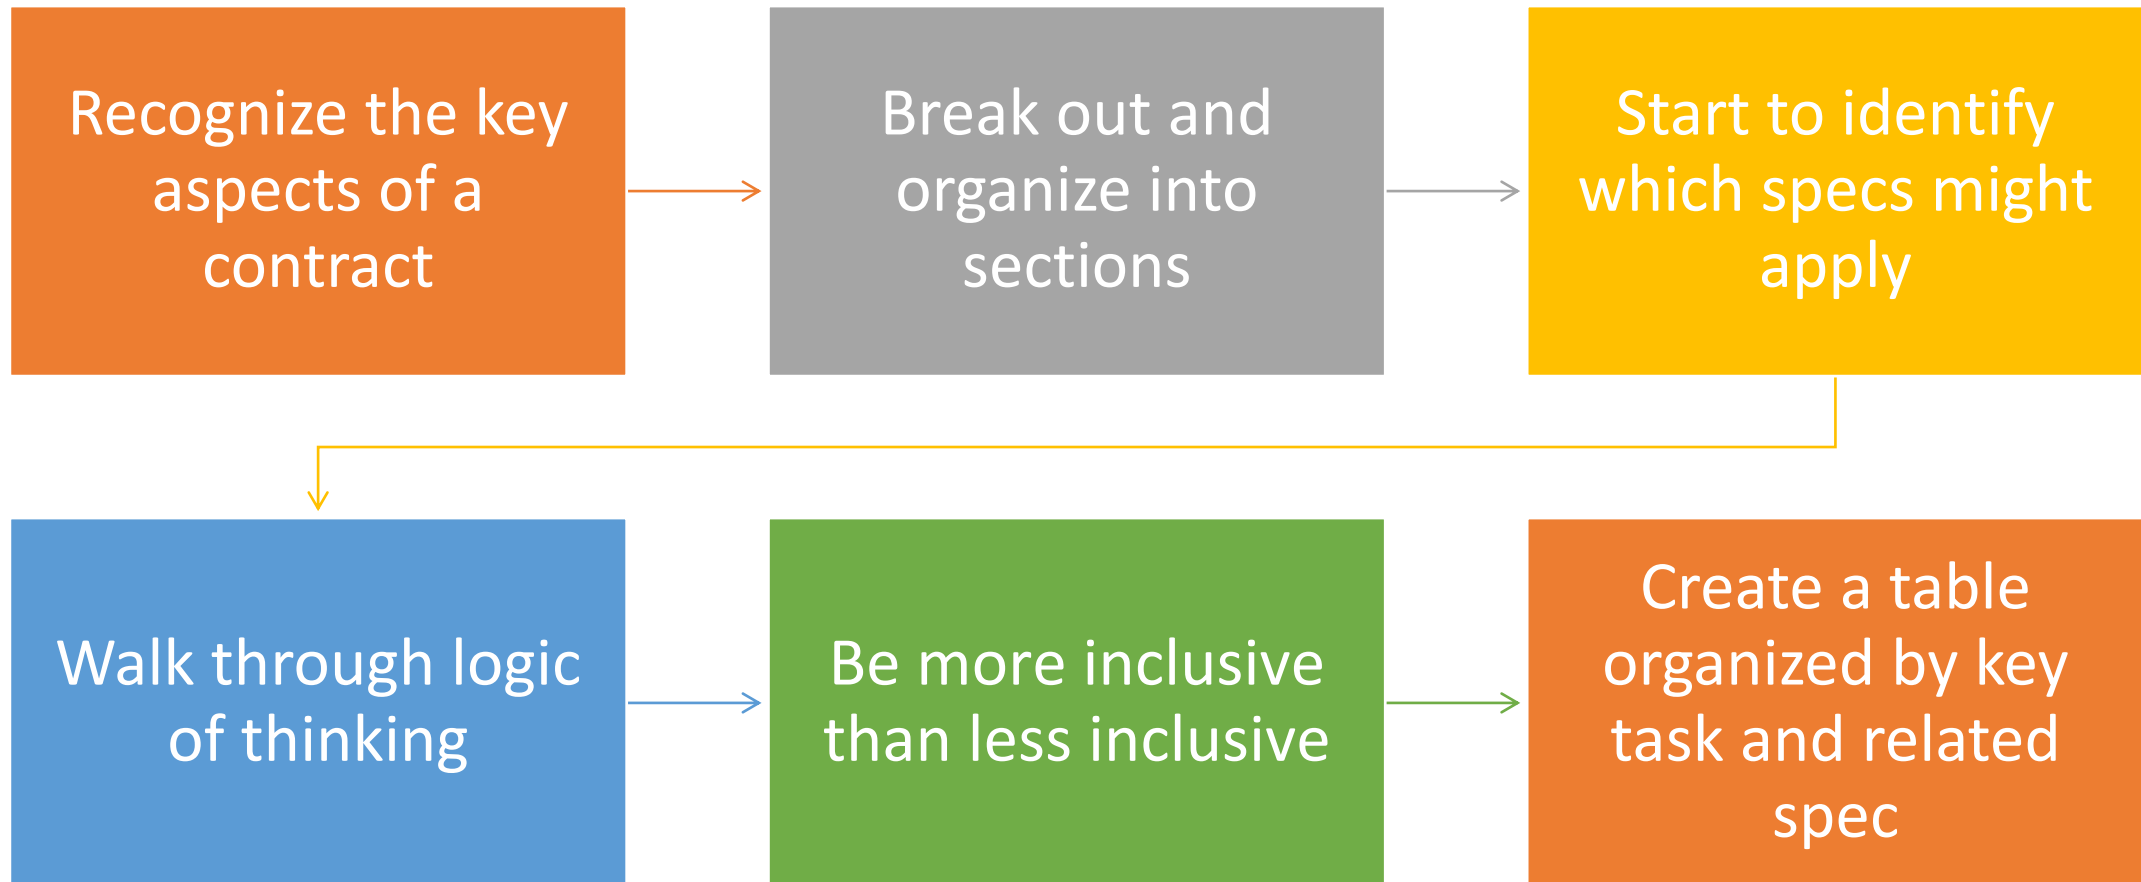 Recognize the key
aspects of a
contract
Break out and
organize into
sections
Start to identify
which specs might
apply
Walk through logic
of thinking
Be more inclusive
than less inclusive
Create a table
organized by key
task and related
spec